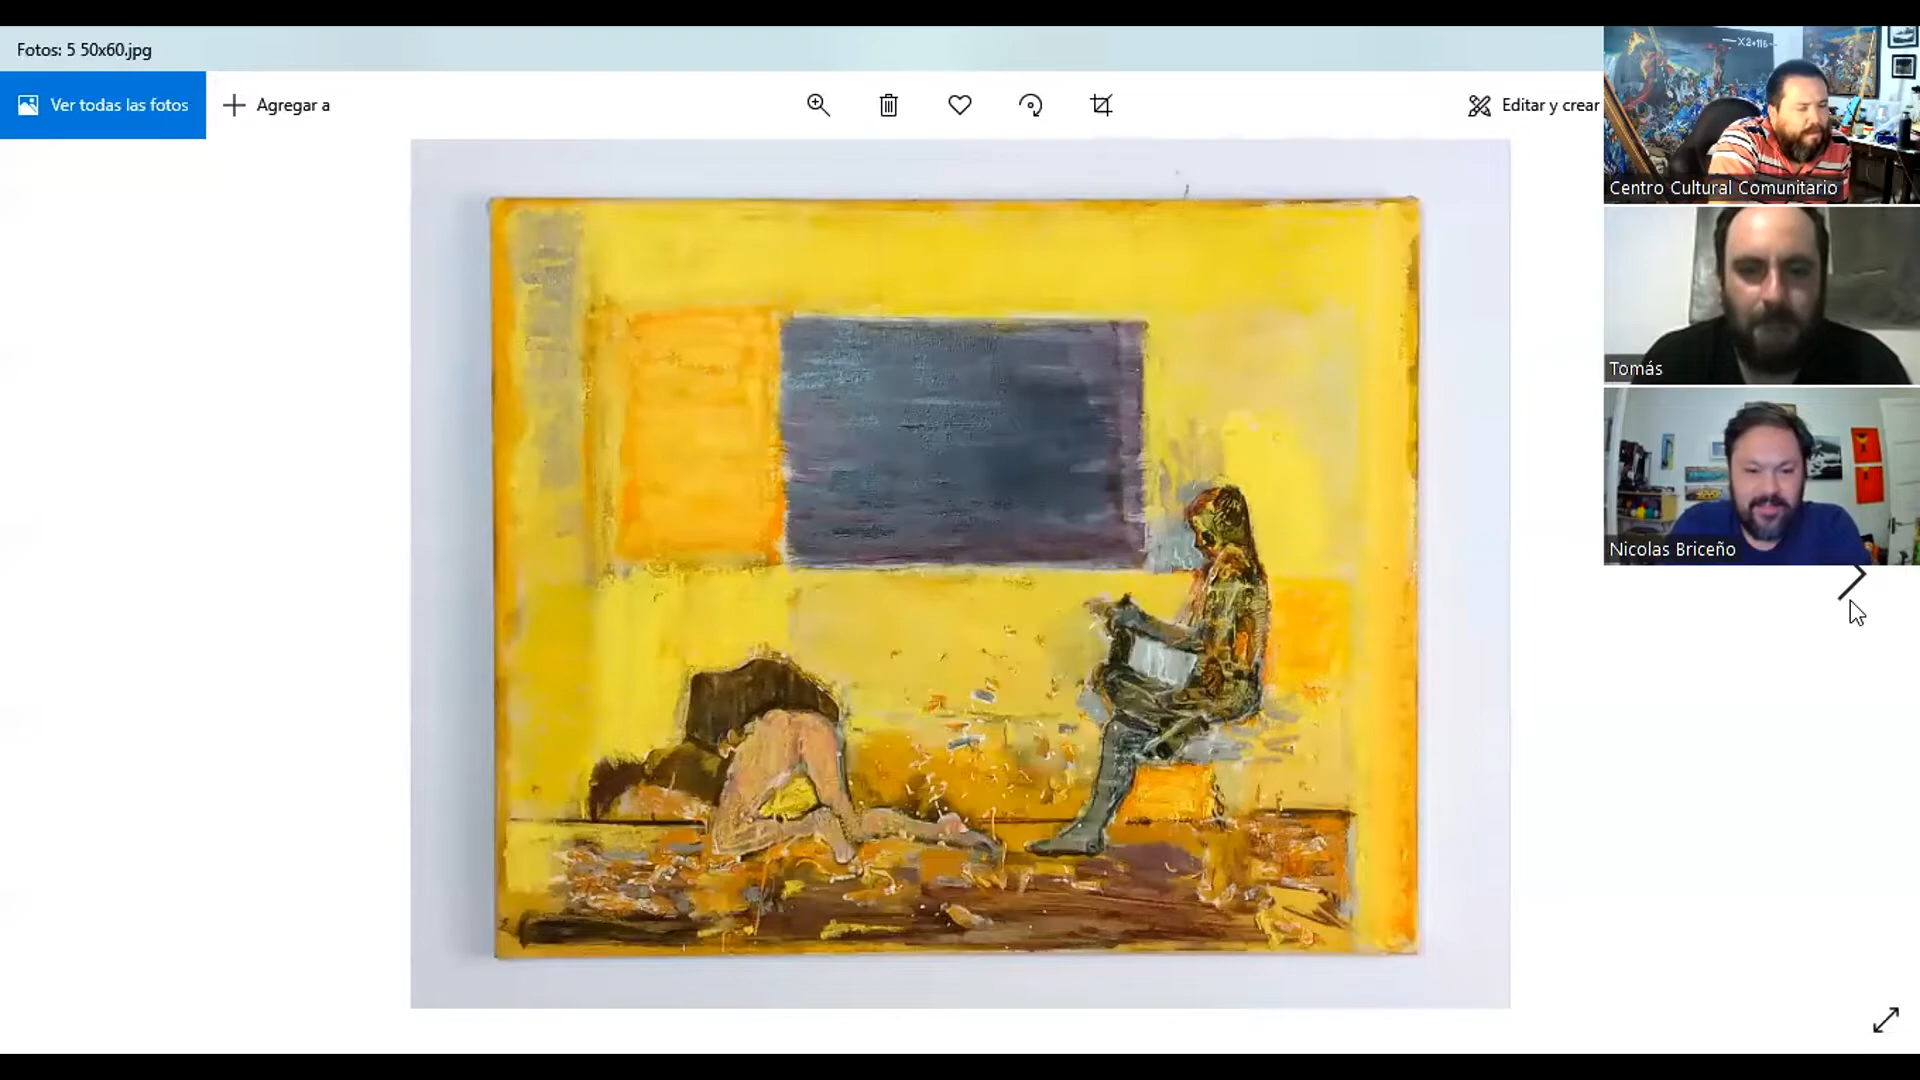 Fotos: 5 50x60.jpg
Ver todas las fotos
Agregar a
Editar y crear
Centro Cultural Comunitario
Tomás
Nicolas Briceño